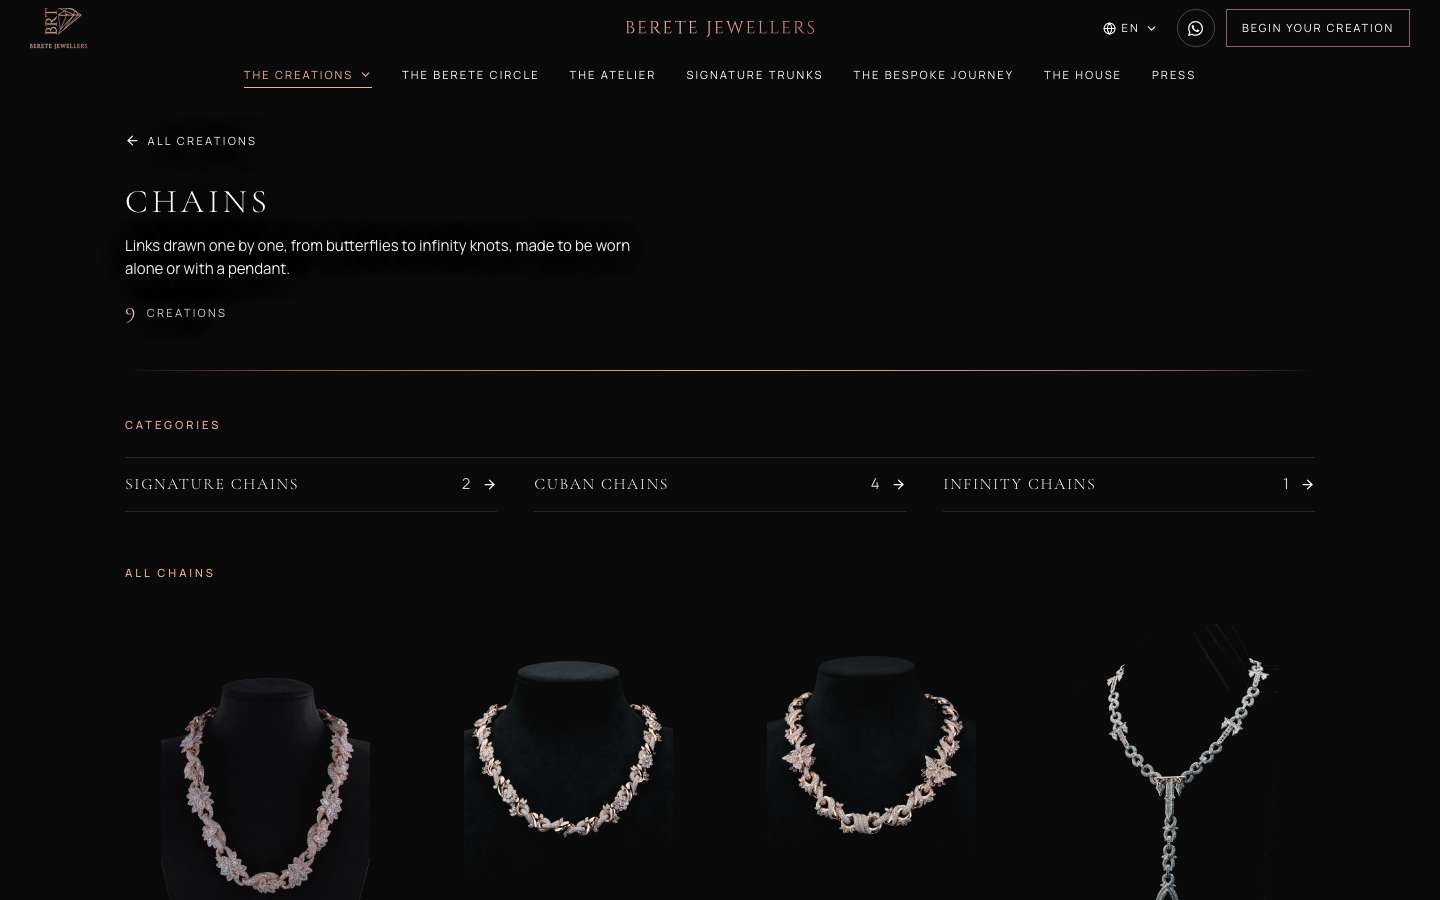 BRT
BERETE JEWELLERS
BERETE JEWELLERS
EN
BEGIN YOUR CREATION
THE CREATIONS
THE BERETE CIRCLE
THE ATELIER
SIGNATURE TRUNKS
THE BESPOKE JOURNEY
THE HOUSE
PRESS
ALL CREATIONS
CHAINS
Links drawn one by one, from butterflies to infinity knots, made to be worn
alone or with a pendant.
9 CREATIONS
CATEGORIES
SIGNATURE CHAINS 2
CUBAN CHAINS 4
INFINITY CHAINS 1
ALL CHAINS